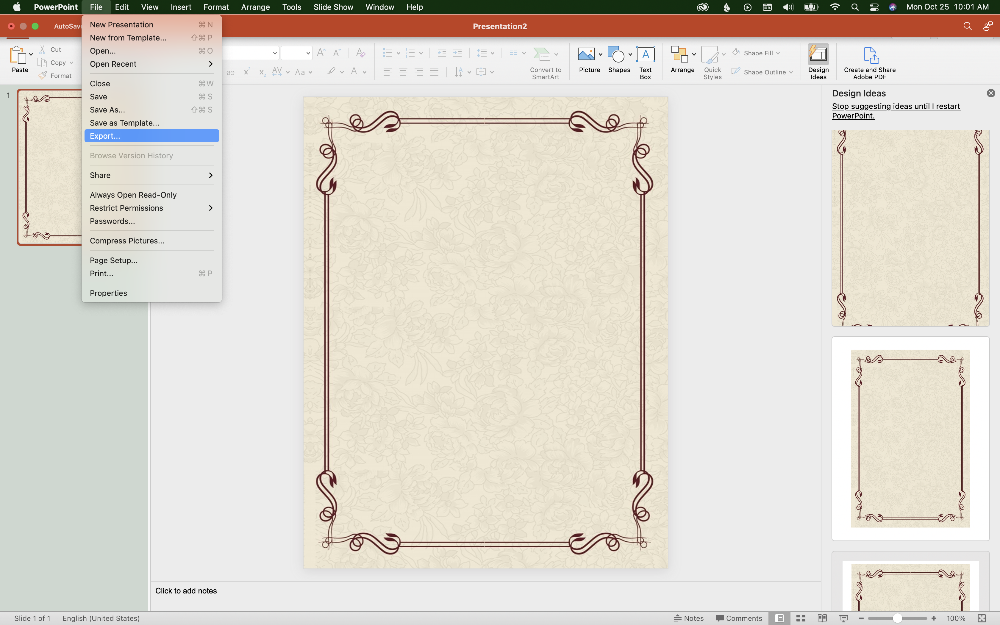 PowerPoint File Edit View Insert Format Arrange Tools Slide Show Window Help Mon Oct 25 10:01 AM
Presentation2
New Presentation ⌘ N
New from Template... ⇧ ⌘ P
Open... ⌘ O
Open Recent
Close ⌘ W
Save ⌘ S
Save As... ⇧ ⌘ S
Save as Template...
Export...
Browse Version History
Share
Always Open Read-Only
Restrict Permissions
Passwords...
Compress Pictures...
Page Setup...
Print... ⌘ P
Properties
Paste
Cut
Copy
Format
Convert to
SmartArt
Picture
Shapes
Text
Box
Arrange
Quick
Styles
Shape Fill
Shape Outline
Design
Ideas
Create and Share
Adobe PDF
1
Design Ideas
Stop suggesting ideas until I restart
PowerPoint.
Click to add notes
Slide 1 of 1 English (United States) Notes Comments 100%